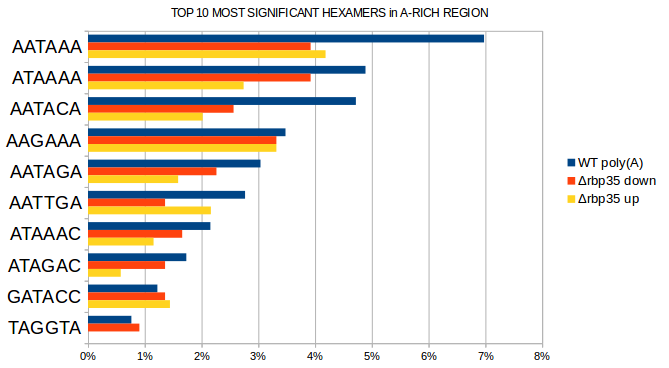 TOP 10 MOST SIGNIFICANT HEXAMERS in A-RICH REGION
AATAAA
ATAAAA
AATACA
AAGAAA
AATAGA
AATTGA
ATAAAC
ATAGAC
GATACC
TAGGTA
0% 1% 2% 3% 4% 5% 6% 7% 8%
WT poly(A)
Δrbp35 down
Δrbp35 up